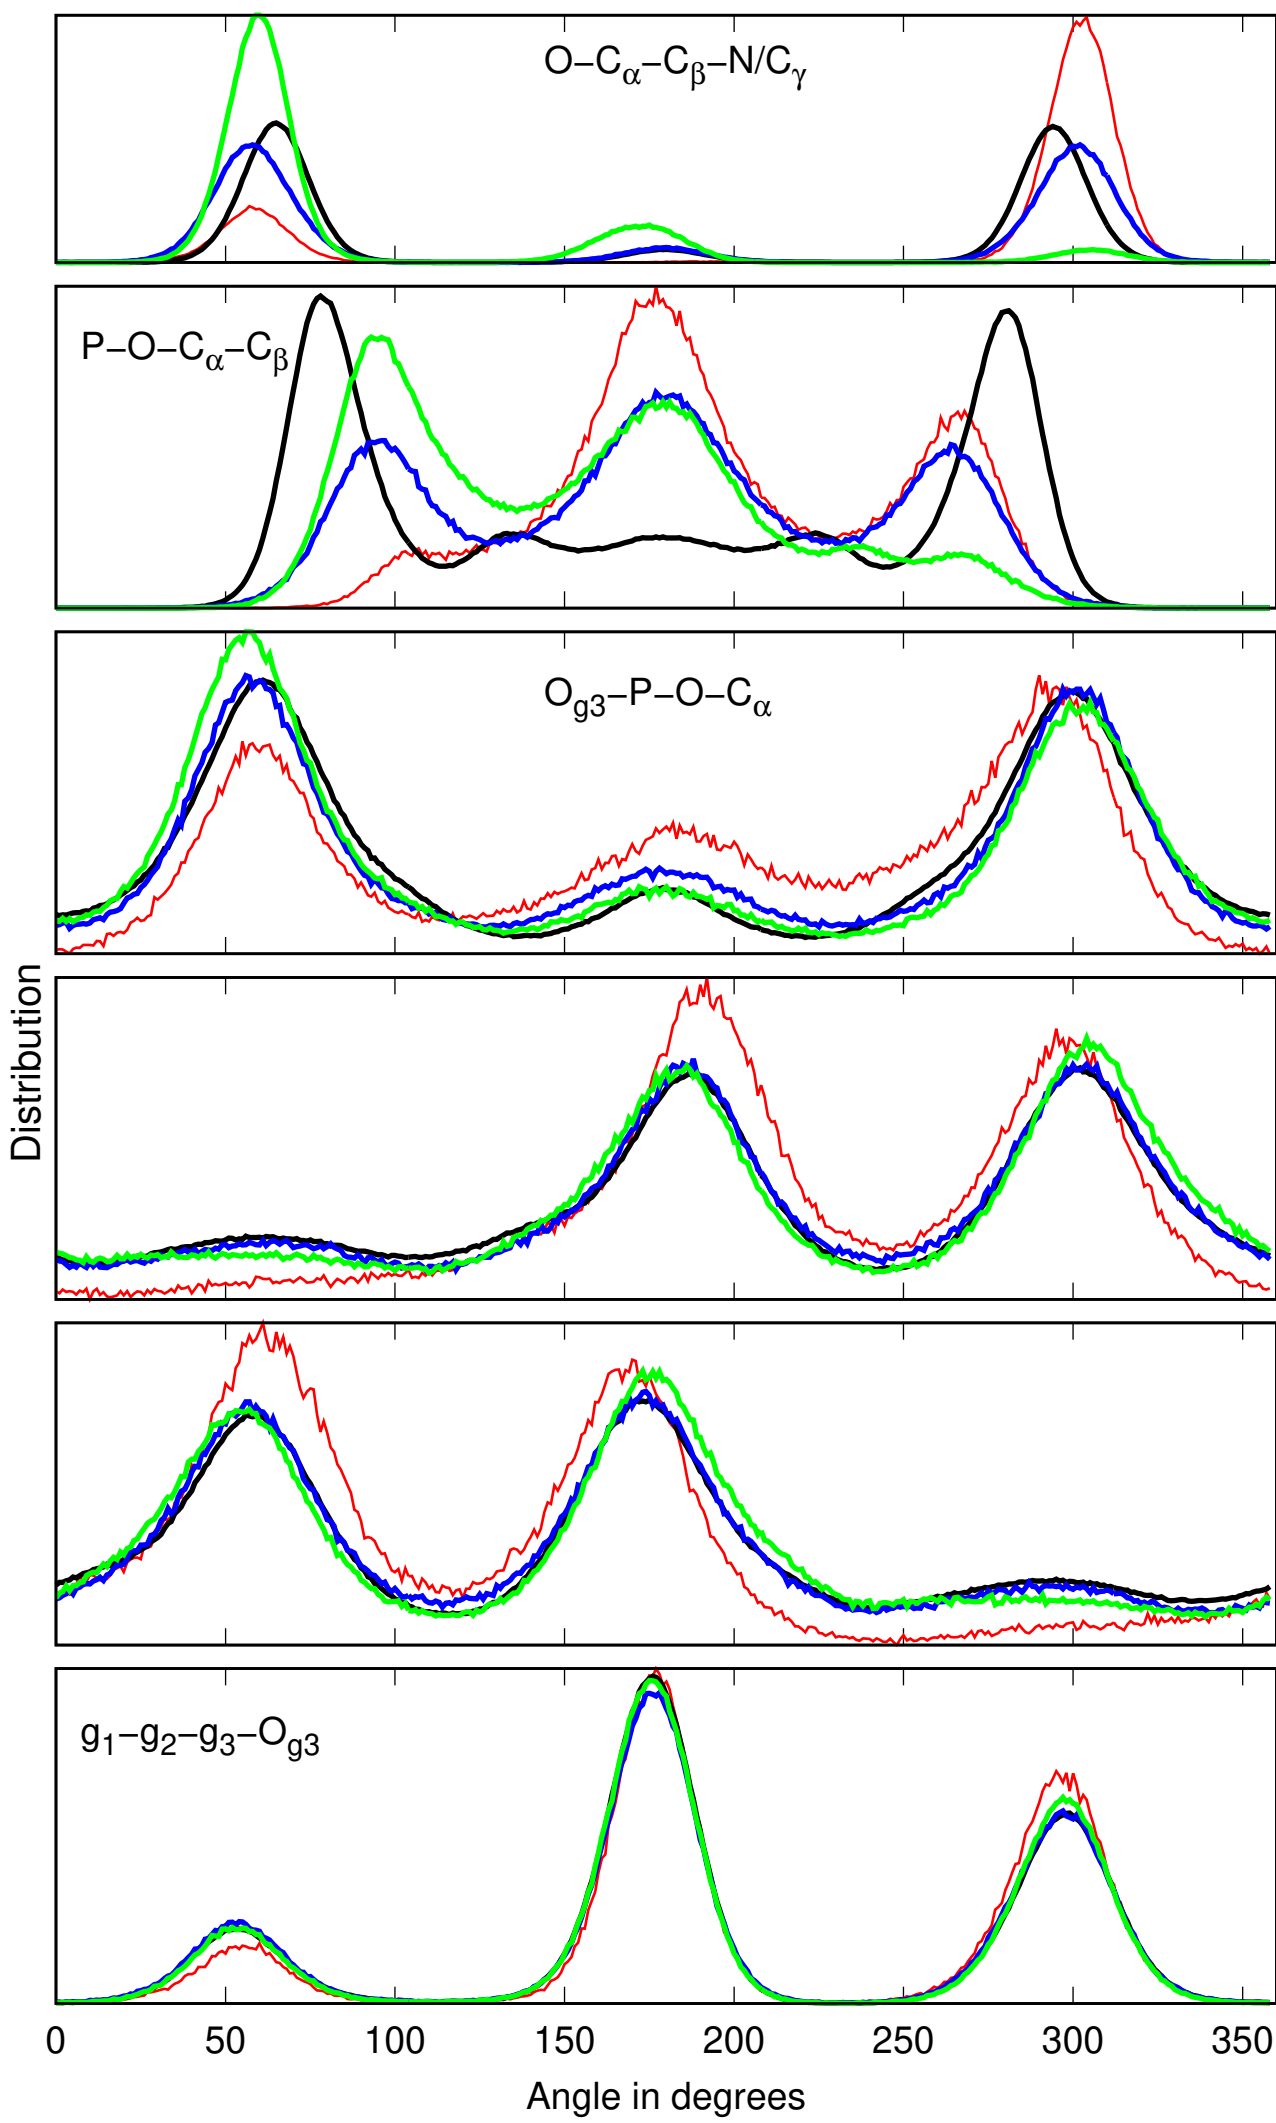 O–Cα–Cβ–N/Cγ
P–O–Cα–Cβ
Og3–P–O–Cα
Distribution
g1–g2–g3–Og3
0 50 100 150 200 250 300 350
Angle in degrees